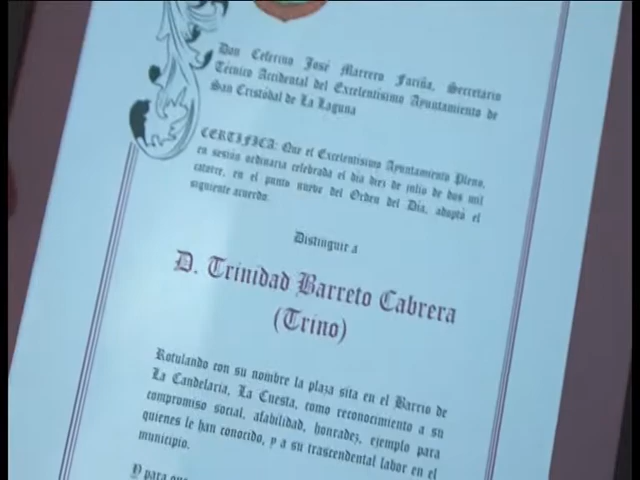 Don Ceferino José Marrero Fariña, Secretario
Técnico Accidental del Excelentísimo Ayuntamiento de
San Cristóbal de La Laguna
CERTIFICA: Que el Excelentísimo Ayuntamiento Pleno,
en sesión ordinaria celebrada el día diez de julio de dos mil
catorce, en el punto nueve del Orden del Día, adoptó el
siguiente acuerdo:
Distinguir a
D. Trinidad Barreto Cabrera
(Trino)
Rotulando con su nombre la plaza sita en el Barrio de
La Candelaria, La Cuesta, como reconocimiento a su
compromiso social, afabilidad, honradez, ejemplo para
quienes le han conocido, y a su trascendental labor en el
municipio.
Y para que